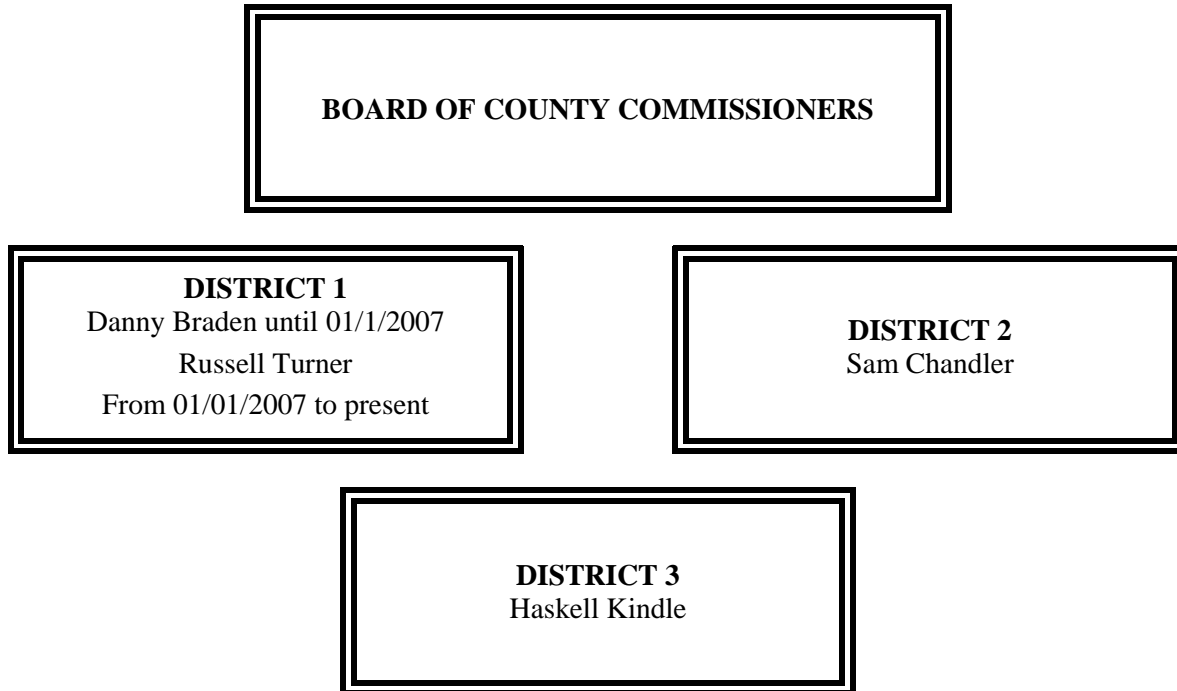 BOARD OF COUNTY COMMISSIONERS
DISTRICT 1
Danny Braden until 01/1/2007
Russell Turner
From 01/01/2007 to present
DISTRICT 2
Sam Chandler
DISTRICT 3
Haskell Kindle